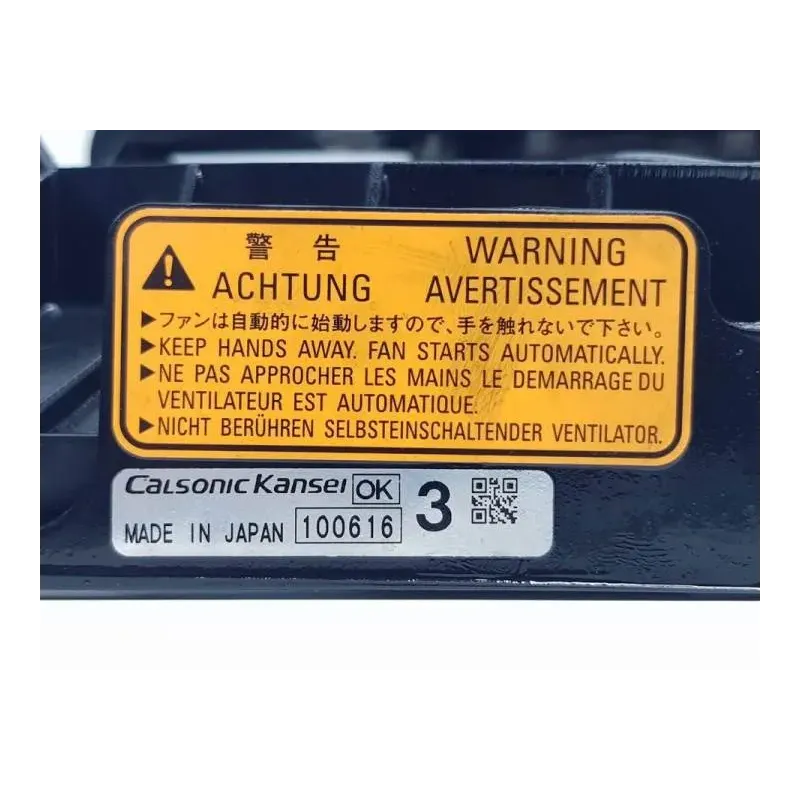 警告 WARNING
ACHTUNG AVERTISSEMENT
▶ファンは自動的に始動しますので、手を触れないで下さい。
▶KEEP HANDS AWAY. FAN STARTS AUTOMATICALLY.
▶NE PAS APPROCHER LES MAINS LE DEMARRAGE DU
VENTILATEUR EST AUTOMATIQUE.
▶NICHT BERÜHREN SELBSTEINSCHALTENDER VENTILATOR.
CALSONIC KANSEI OK 3
MADE IN JAPAN 100616